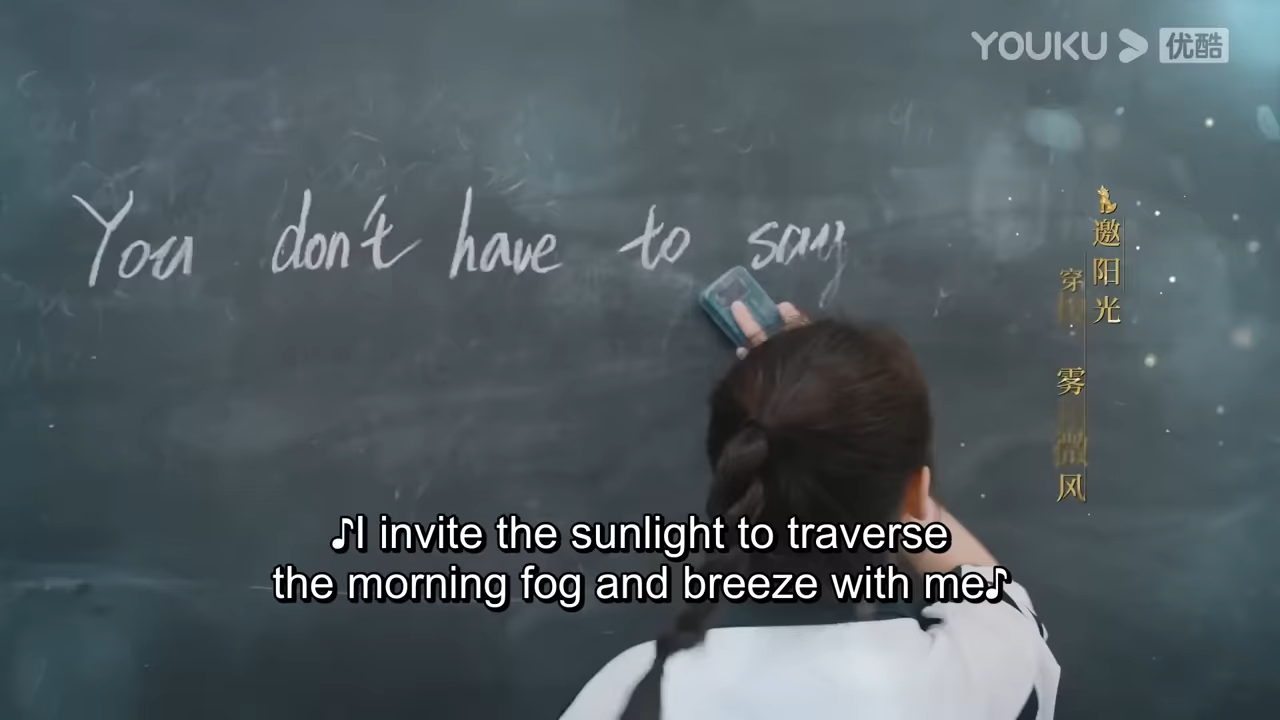 YOUKU 优酷
You don't have to say
邀阳光
穿 雾微风
♪I invite the sunlight to traverse
the morning fog and breeze with me♪